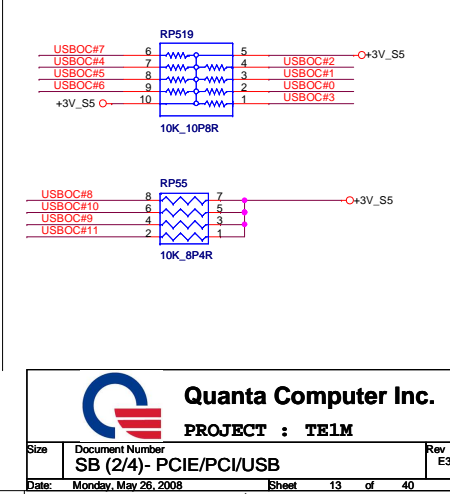 RP519
USBOC#7 6 5 +3V_S5
USBOC#4 7 4 USBOC#2
USBOC#5 8 3 USBOC#1
USBOC#6 9 2 USBOC#0
+3V_S5 10 1 USBOC#3
10K_10P8R
RP55
USBOC#8 8 7 +3V_S5
USBOC#10 6 5
USBOC#9 4 3
USBOC#11 2 1
10K_8P4R
Quanta Computer Inc.
PROJECT : TE1M
Size Document Number Rev
SB (2/4)- PCIE/PCI/USB E3
Date: Monday, May 26, 2008 Sheet 13 of 40